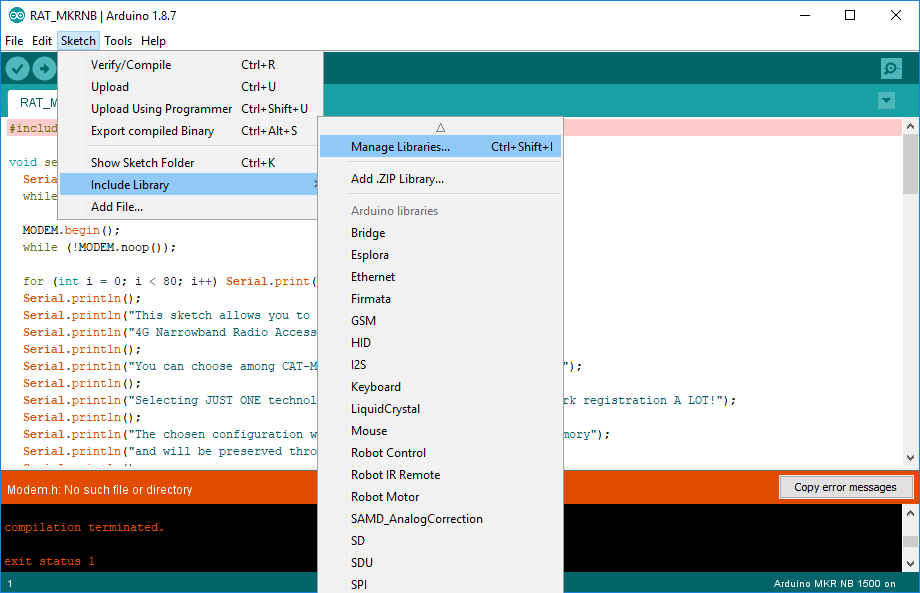 RAT_MKRNB | Arduino 1.8.7
File Edit Sketch Tools Help
Verify/Compile Ctrl+R
Upload Ctrl+U
Upload Using Programmer Ctrl+Shift+U
Export compiled Binary Ctrl+Alt+S
Show Sketch Folder Ctrl+K
Include Library
Add File...
Manage Libraries... Ctrl+Shift+I
Add .ZIP Library...
Arduino libraries
Bridge
Esplora
Ethernet
Firmata
GSM
HID
I2S
Keyboard
LiquidCrystal
Mouse
Robot Control
Robot IR Remote
Robot Motor
SAMD_AnalogCorrection
SD
SDU
SPI
RAT_M
#includ
void se
Seria
while
MODEM.begin();
while (!MODEM.noop());
for (int i = 0; i < 80; i++) Serial.print(
Serial.println();
Serial.println("This sketch allows you to
Serial.println("4G Narrowband Radio Access
Serial.println();
Serial.println("You can choose among CAT-M ");
Serial.println();
Serial.println("Selecting JUST ONE technol rk registration A LOT!");
Serial.println();
Serial.println("The chosen configuration w mory");
Serial.println("and will be preserved thro
Modem.h: No such file or directory
Copy error messages
compilation terminated.
exit status 1
1 Arduino MKR NB 1500 on